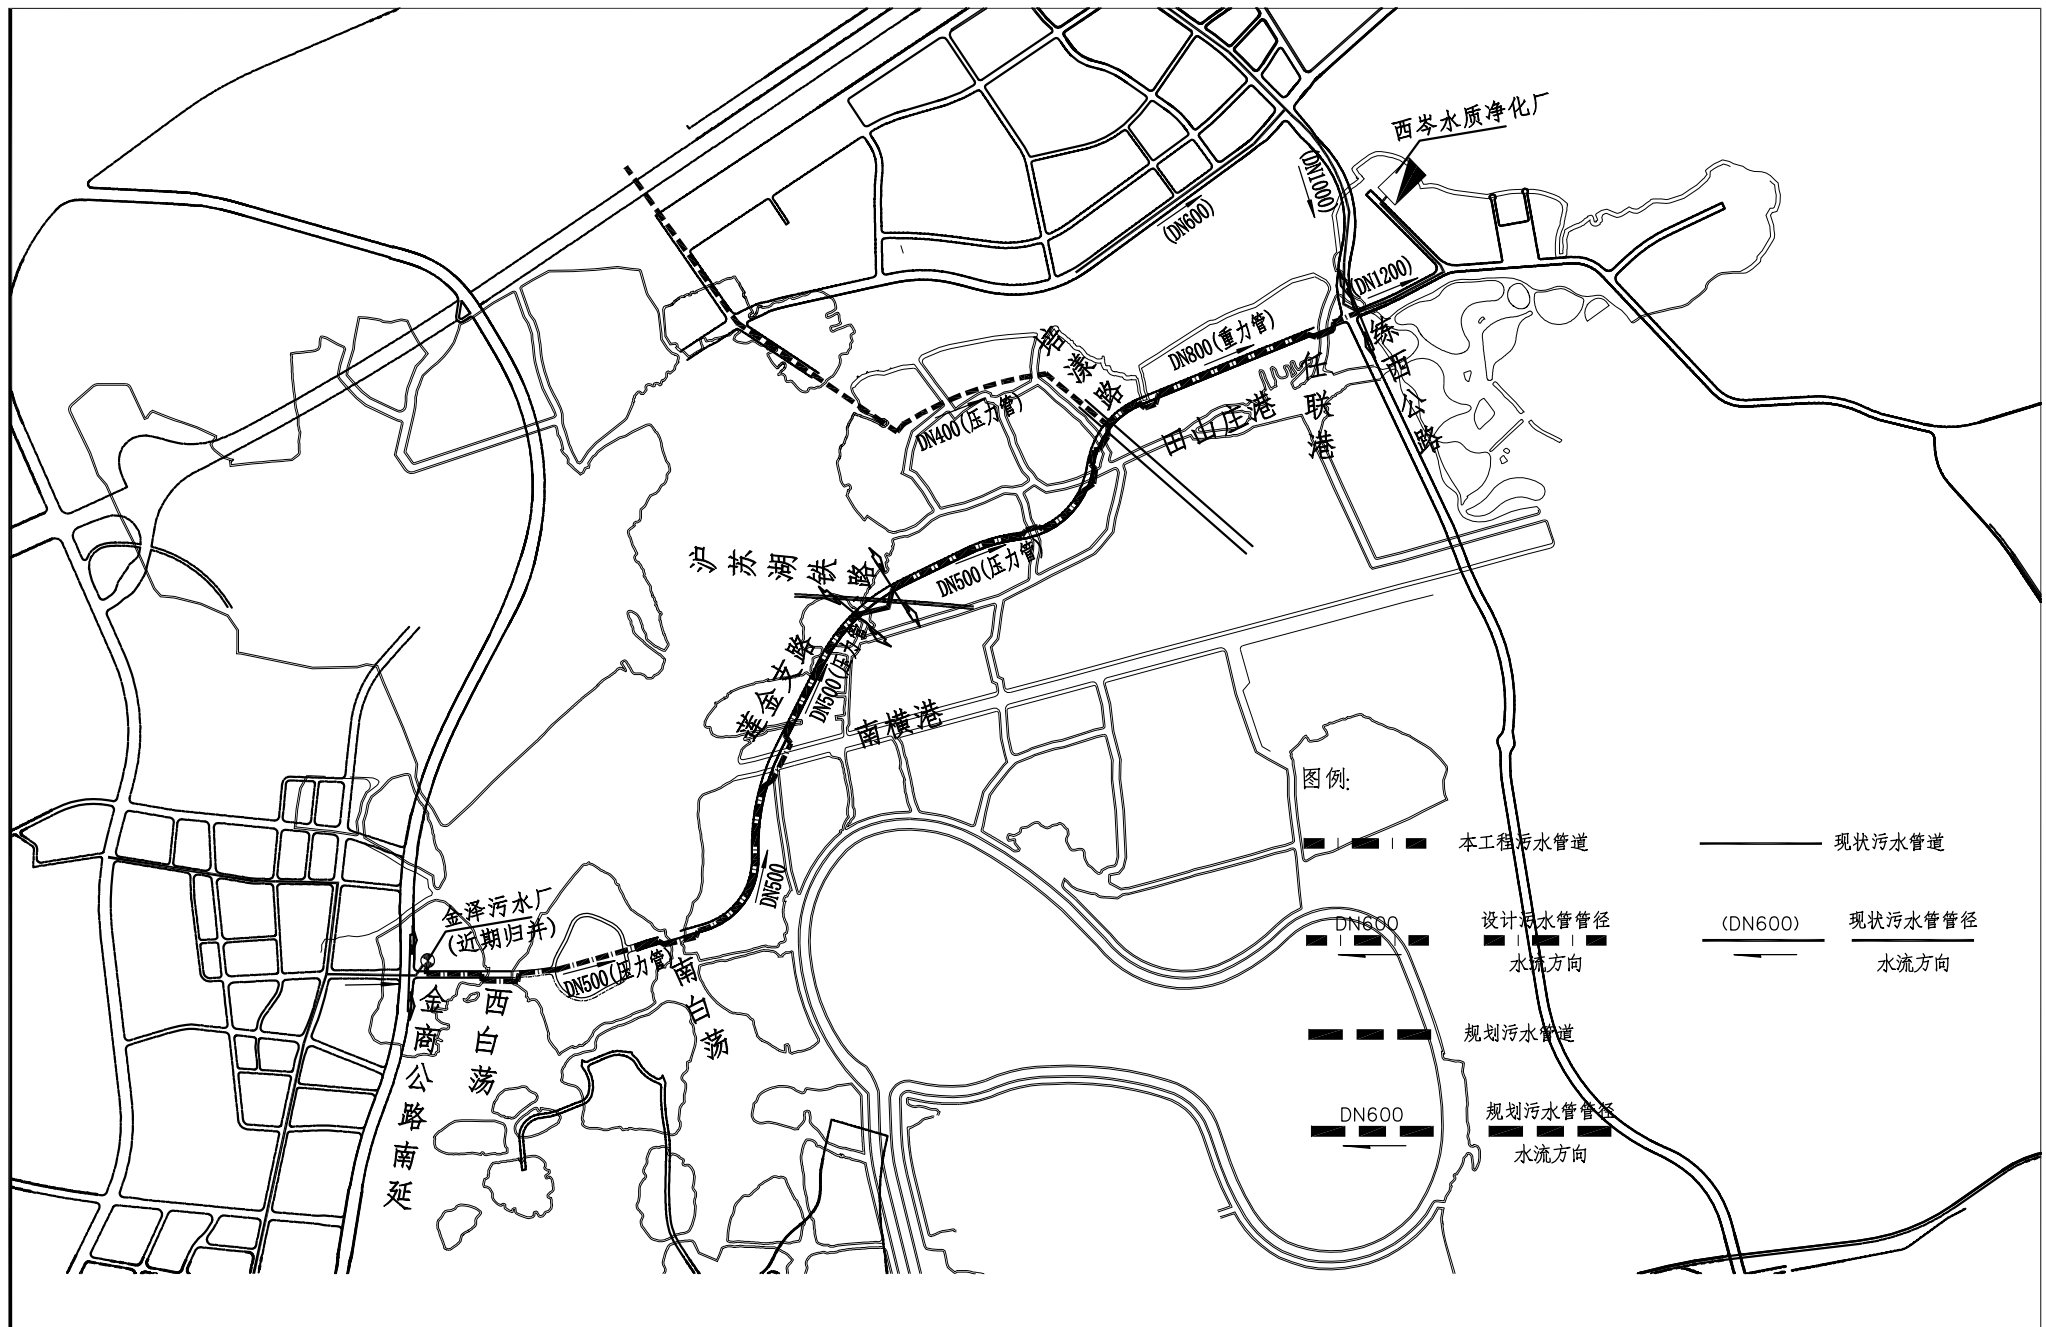 西岑水质净化厂
(DN1000)
(DN600)
(DN1200)
DN800(重力管)
漾路
练西公路
任联港
田山庄港
DN400(压力管)
沪苏湖铁路
DN500(压力管)
莲金支路
DN500(压力管)
南横港
图例:
本工程污水管道
现状污水管道
DN500
金泽污水厂
(近期归并)
DN600
设计污水管管径
水流方向
(DN600)
现状污水管管径
水流方向
DN500(压力管)
南白荡
西白荡
金商公路南延
规划污水管道
DN600
规划污水管管径
水流方向